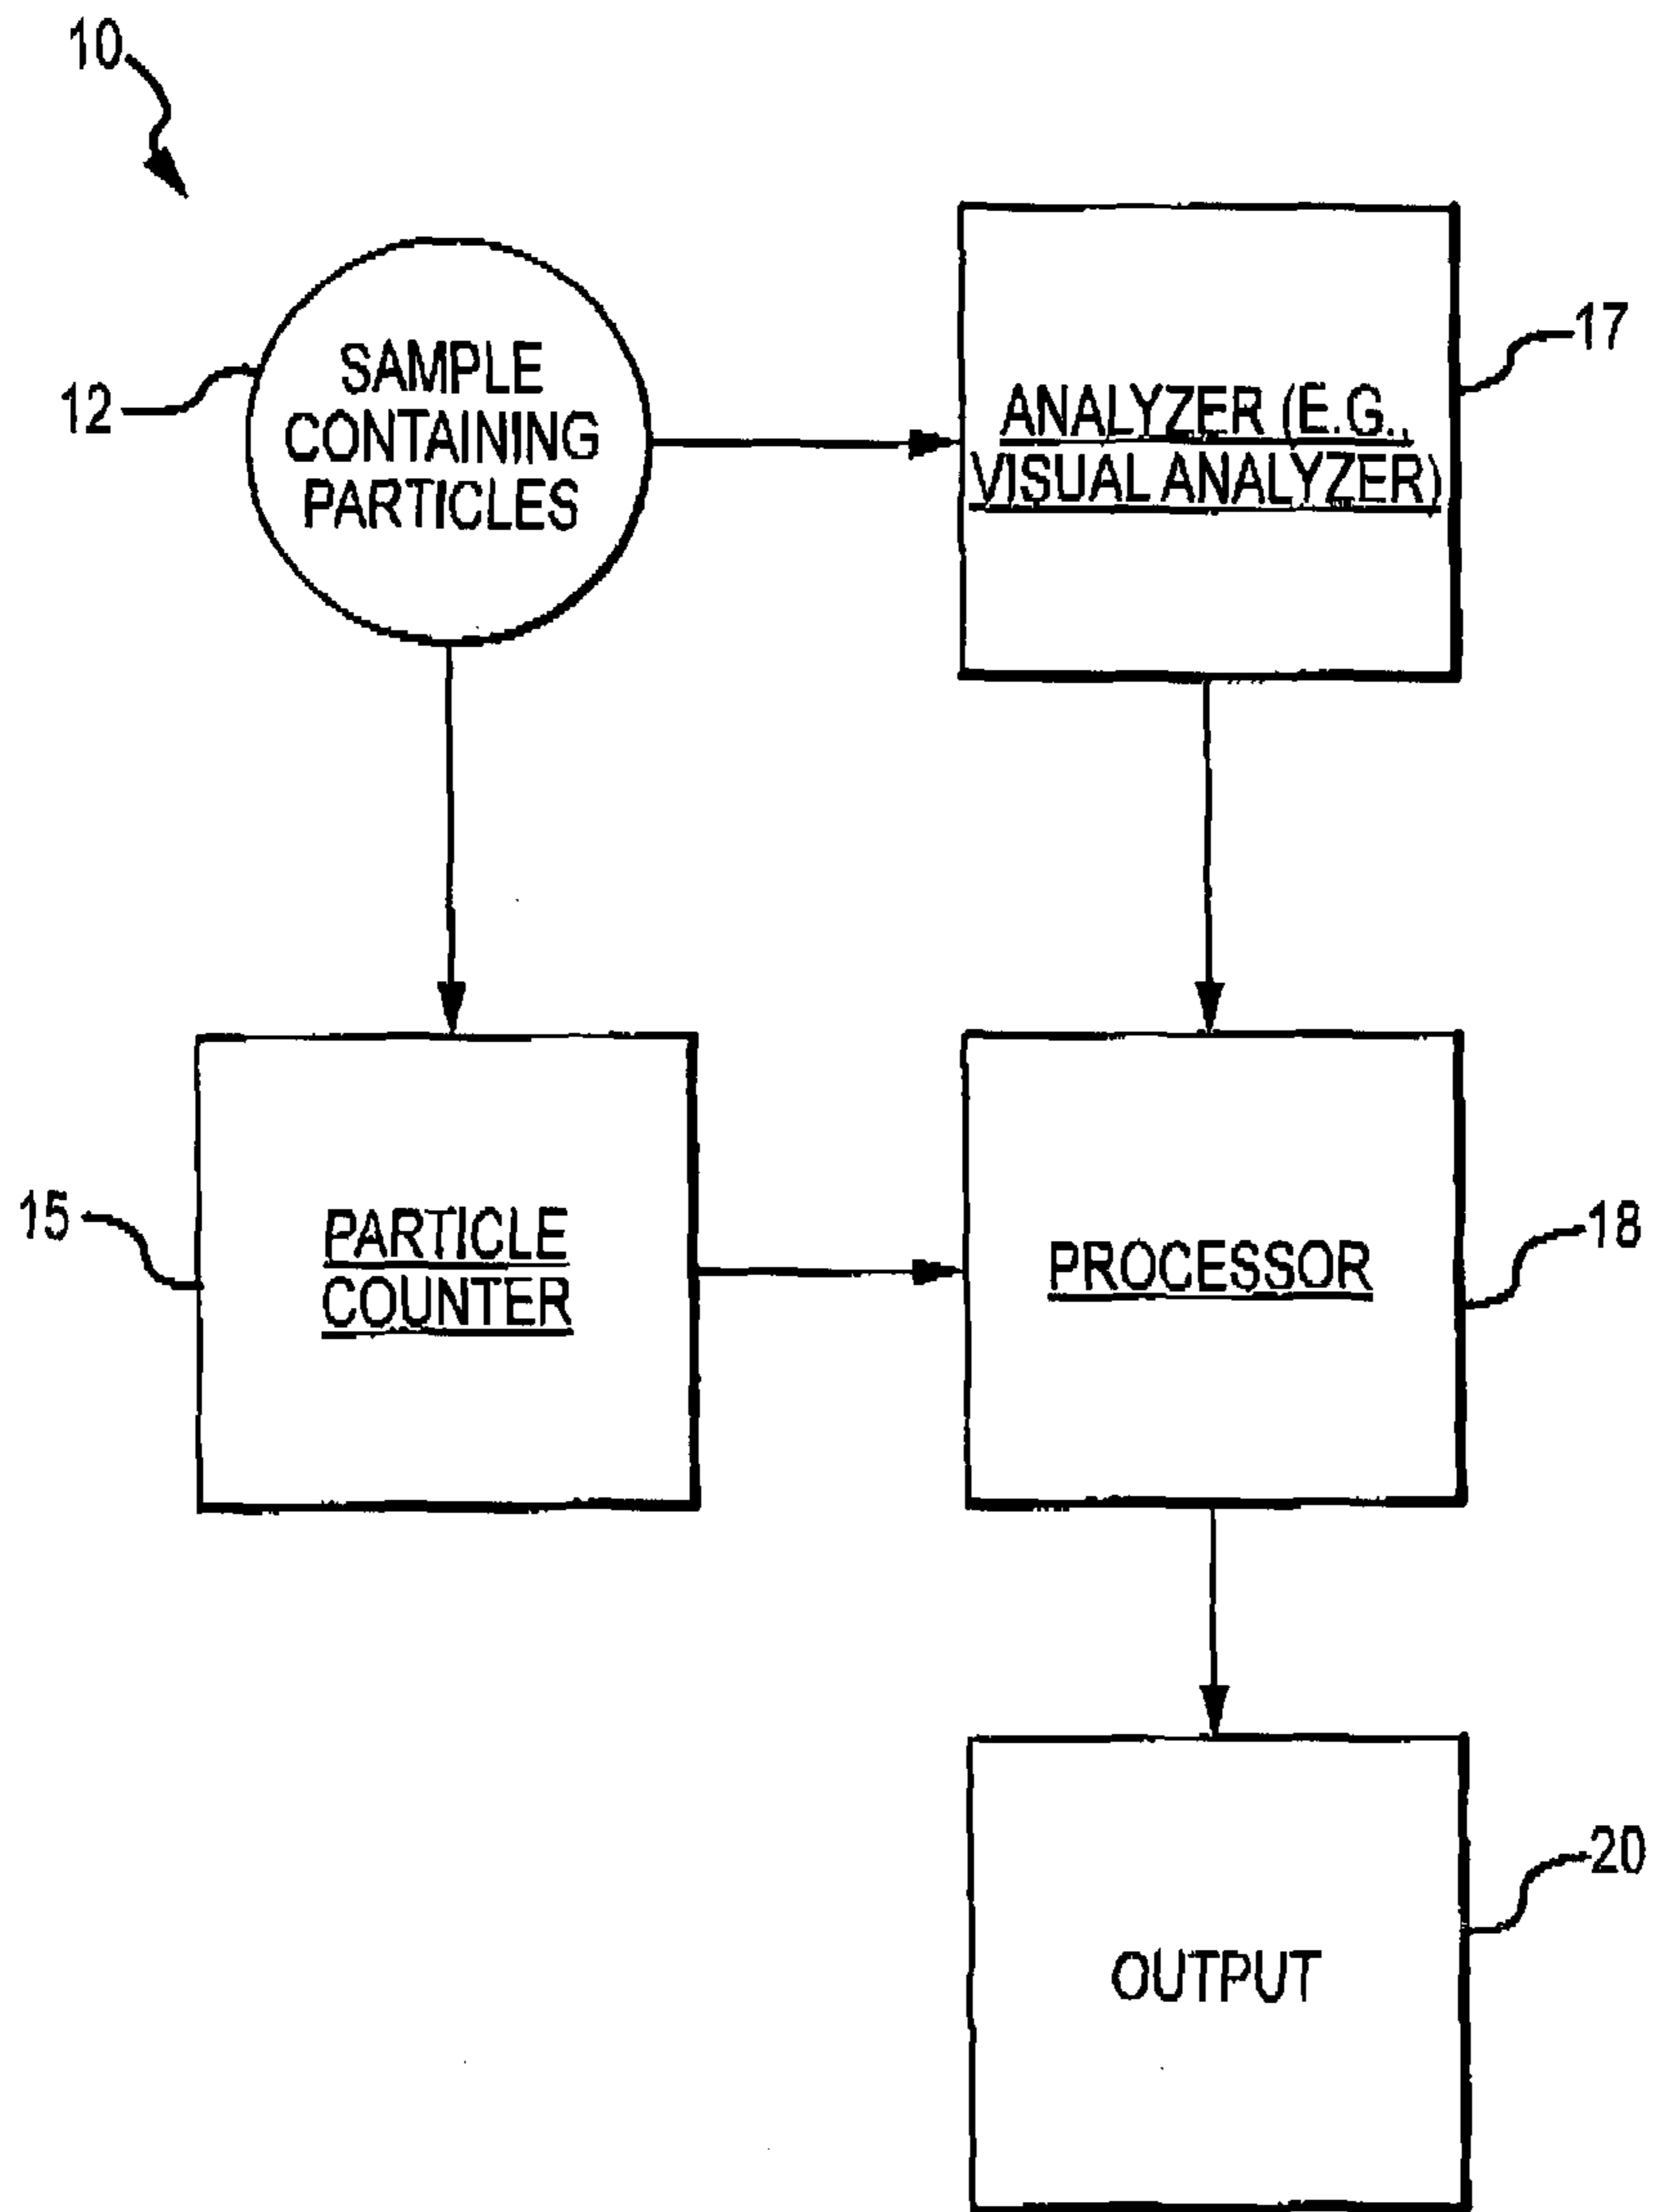 10
SAMPLE
CONTAINING
PARTICLES
12
ANALYZER (E.G.,
VISUAL ANALYZER)
17
15
PARTICLE
COUNTER
PROCESSOR
18
OUTPUT
20